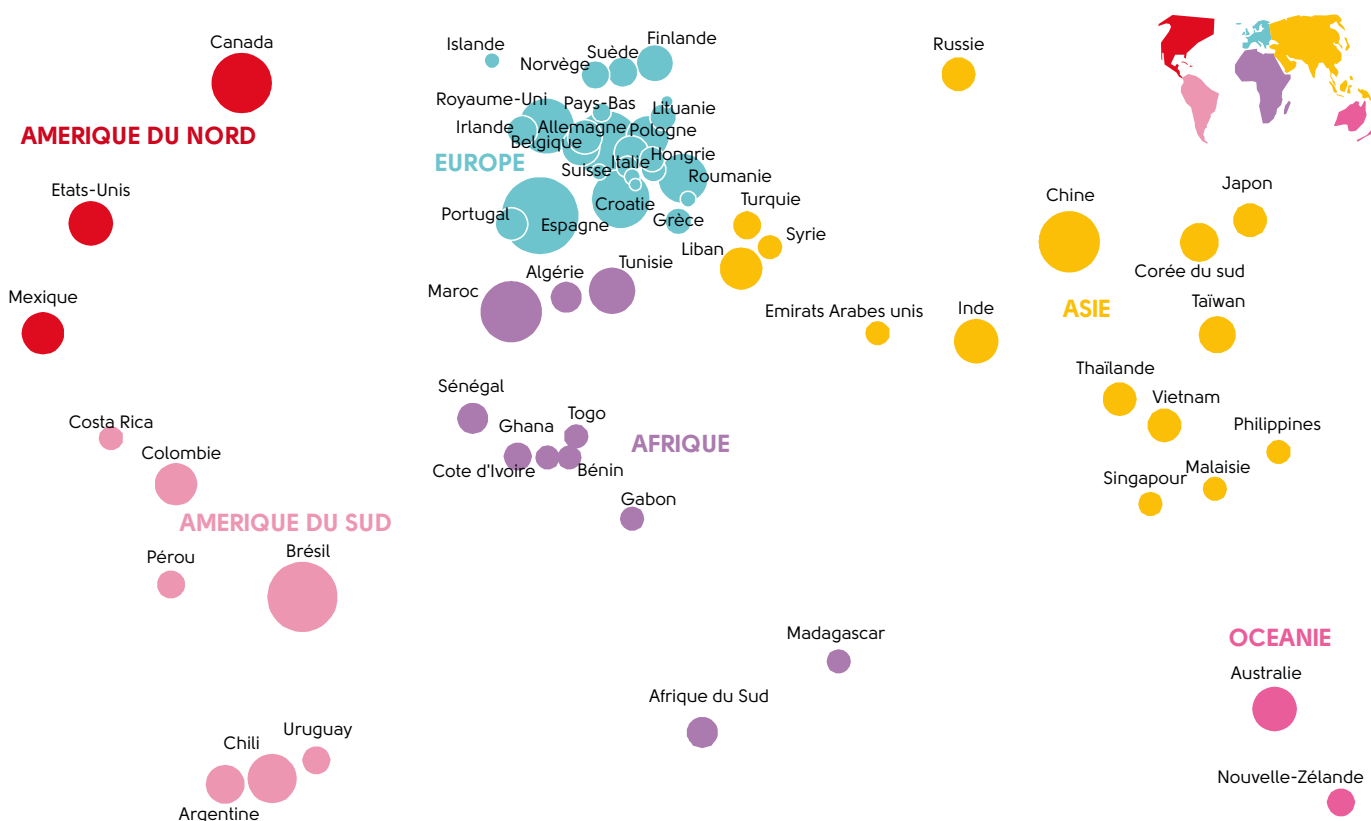 Canada
AMERIQUE DU NORD
Etats-Unis
Mexique
Costa Rica
Colombie
AMERIQUE DU SUD
Pérou
Brésil
Uruguay
Chili
Argentine
Islande
Norvège
Suède
Finlande
Royaume-Uni
Pays-Bas
Lituanie
Irlande
Allemagne
Pologne
Belgique
EUROPE
Suisse
Italie
Hongrie
Roumanie
Croatie
Portugal
Espagne
Grèce
Maroc
Algérie
Tunisie
Sénégal
Ghana
Togo
AFRIQUE
Cote d'Ivoire
Bénin
Gabon
Madagascar
Afrique du Sud
Russie
Turquie
Syrie
Liban
Emirats Arabes unis
Inde
Chine
Japon
Corée du sud
ASIE
Taïwan
Thaïlande
Vietnam
Philippines
Singapour
Malaisie
OCEANIE
Australie
Nouvelle-Zélande